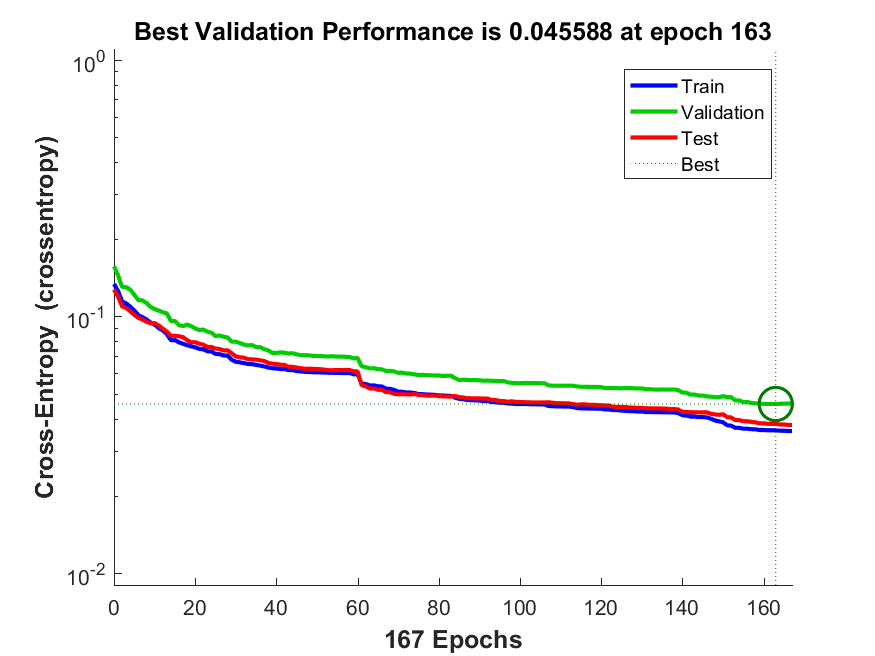 Best Validation Performance is 0.045588 at epoch 163
Cross-Entropy (crossentropy)
10^0
10^-1
10^-2
Train
Validation
Test
Best
0 20 40 60 80 100 120 140 160
167 Epochs